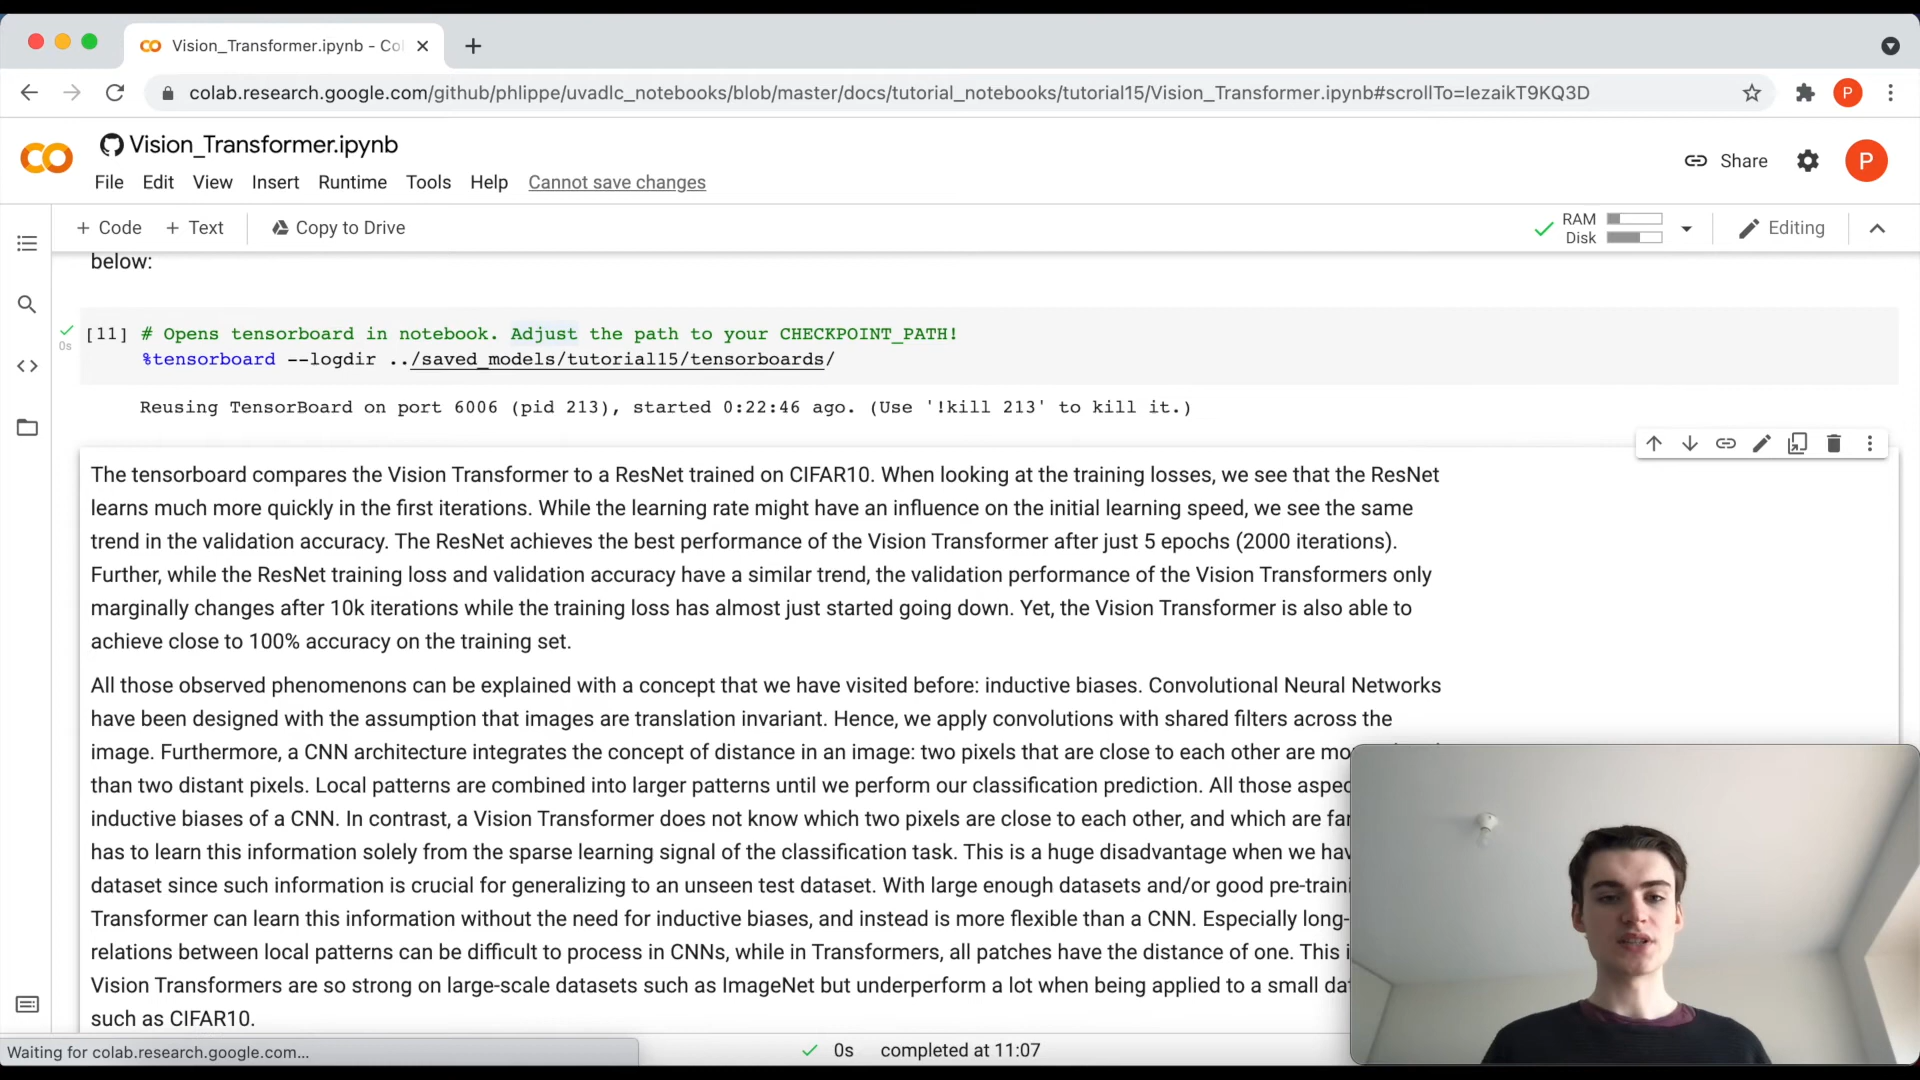 Vision_Transformer.ipynb - Co
colab.research.google.com/github/phlippe/uvadlc_notebooks/blob/master/docs/tutorial_notebooks/tutorial15/Vision_Transformer.ipynb#scrollTo=IezaikT9KQ3D
P
Vision_Transformer.ipynb
Share
P
File Edit View Insert Runtime Tools Help Cannot save changes
+ Code + Text Copy to Drive
RAM
Disk
Editing
below:
[11] # Opens tensorboard in notebook. Adjust the path to your CHECKPOINT_PATH!
0s
%tensorboard --logdir ../saved_models/tutorial15/tensorboards/
Reusing TensorBoard on port 6006 (pid 213), started 0:22:46 ago. (Use '!kill 213' to kill it.)
The tensorboard compares the Vision Transformer to a ResNet trained on CIFAR10. When looking at the training losses, we see that the ResNet
learns much more quickly in the first iterations. While the learning rate might have an influence on the initial learning speed, we see the same
trend in the validation accuracy. The ResNet achieves the best performance of the Vision Transformer after just 5 epochs (2000 iterations).
Further, while the ResNet training loss and validation accuracy have a similar trend, the validation performance of the Vision Transformers only
marginally changes after 10k iterations while the training loss has almost just started going down. Yet, the Vision Transformer is also able to
achieve close to 100% accuracy on the training set.
All those observed phenomenons can be explained with a concept that we have visited before: inductive biases. Convolutional Neural Networks
have been designed with the assumption that images are translation invariant. Hence, we apply convolutions with shared filters across the
image. Furthermore, a CNN architecture integrates the concept of distance in an image: two pixels that are close to each other are
than two distant pixels. Local patterns are combined into larger patterns until we perform our classification prediction. All those
inductive biases of a CNN. In contrast, a Vision Transformer does not know which two pixels are close to each other, and which are
has to learn this information solely from the sparse learning signal of the classification task. This is a huge disadvantage when we
dataset since such information is crucial for generalizing to an unseen test dataset. With large enough datasets and/or good
Transformer can learn this information without the need for inductive biases, and instead is more flexible than a CNN. Especially long-
relations between local patterns can be difficult to process in CNNs, while in Transformers, all patches have the distance of one. This
Vision Transformers are so strong on large-scale datasets such as ImageNet but underperform a lot when being applied to a small
such as CIFAR10.
Waiting for colab.research.google.com...
0s completed at 11:07